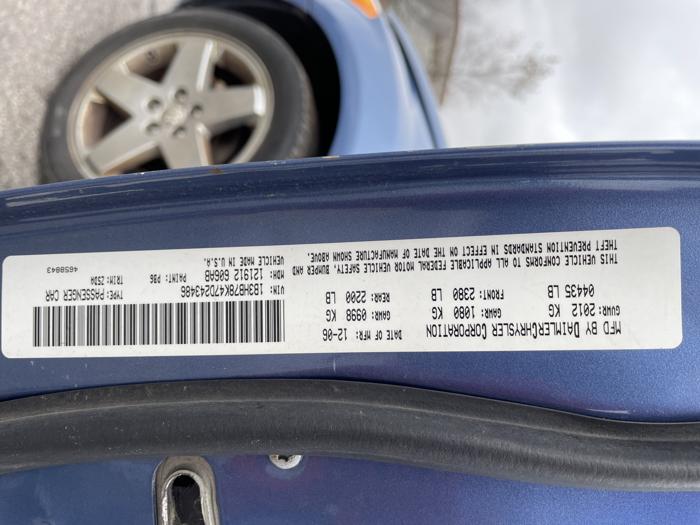 MFD BY DAIMLERCHRYSLER CORPORATION
DATE OF MFR: 12-06
GVWR: 2012 KG GAWR: 1080 KG GAWR: 0998 KG
04435 LB FRONT: 2380 LB REAR: 2200 LB
THIS VEHICLE CONFORMS TO ALL APPLICABLE FEDERAL MOTOR VEHICLE SAFETY, BUMPER AND
THEFT PREVENTION STANDARDS IN EFFECT ON THE DATE OF MANUFACTURE SHOWN ABOVE.
TYPE: PASSENGER CAR
VIN: 1B3HB78K47D243486
PAINT: PB6 TRIM: ZSDA
MDH: 121912 606AB
VEHICLE MADE IN U.S.A.
4658843